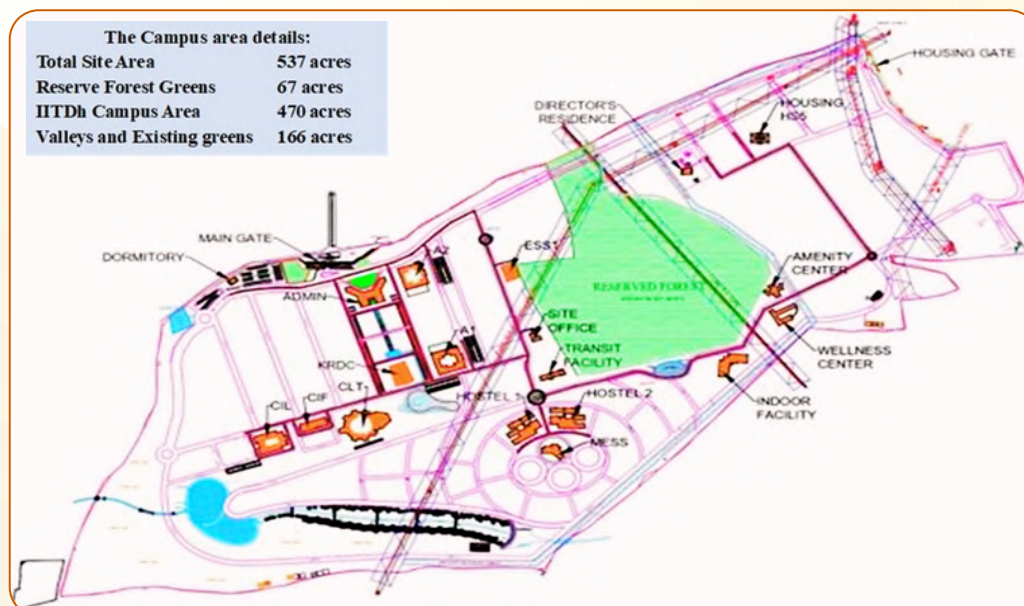 The Campus area details:
Total Site Area 537 acres
Reserve Forest Greens 67 acres
IITDh Campus Area 470 acres
Valleys and Existing greens 166 acres
HOUSING GATE
DIRECTOR'S
RESIDENCE
HOUSING
MAIN GATE
DORMITORY
A2
ESS1
AMENITY
CENTER
ADMIN
RESERVED FOREST
SITE
OFFICE
A1
TRANSIT
FACILITY
WELLNESS
CENTER
KRDC
CLT
HOSTEL 1
HOSTEL 2
INDOOR
FACILITY
CIL
CIF
MESS